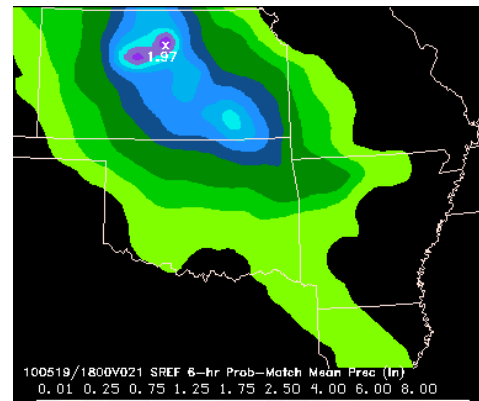 x
1.97
100519/1800V021 SREF 6-hr Prob-Match Mean Prsc (in)
0.01 0.25 0.75 1.25 1.75 2.50 4.00 6.00 8.00